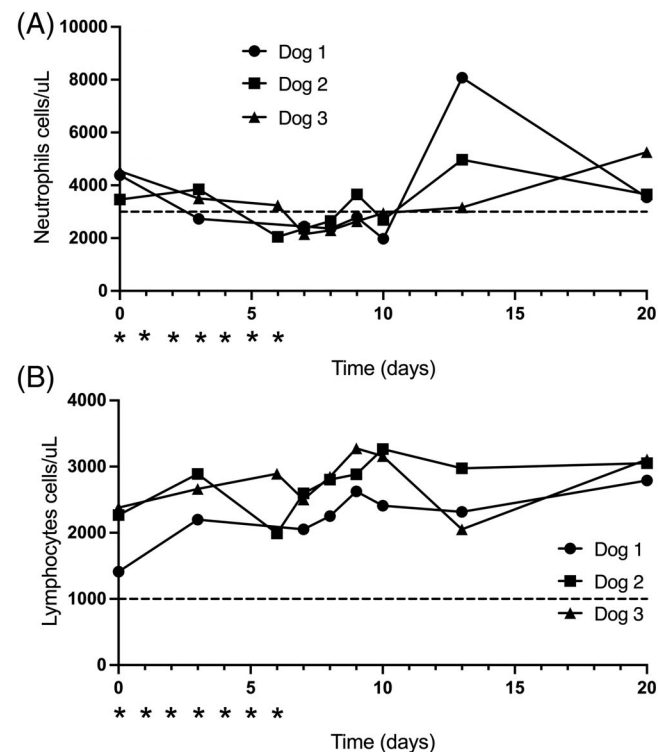 (A)
10000
8000
6000
4000
2000
0
Neutrophils cells/uL
Dog 1
Dog 2
Dog 3
0 5 10 15 20
* * * * * * *
Time (days)
(B)
4000
3000
2000
1000
0
Lymphocytes cells/uL
Dog 1
Dog 2
Dog 3
0 5 10 15 20
* * * * * * *
Time (days)